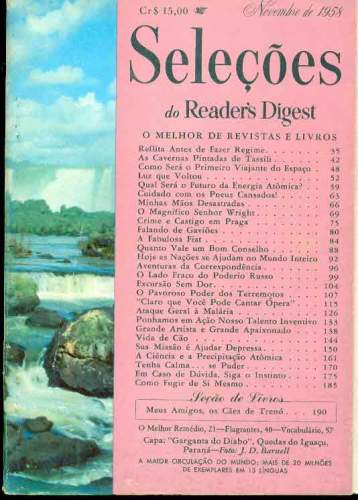 Cr$ 15,00
Novembro de 1958
Seleções
do Reader's Digest
O MELHOR DE REVISTAS E LIVROS
Reflita Antes de Fazer Regime . . . . 35
As Cavernas Pintadas de Tassili . . . 42
Como Será o Primeiro Viajante do Espaço . 48
Luz que Voltou . . . . 52
Qual Será o Futuro da Energia Atômica? . 59
Cuidado com os Pneus Cansados! . . . 63
Minhas Mãos Desastradas . . . . 66
O Magnífico Senhor Wright . . . . 69
Crime e Castigo em Praga . . . . 75
Falando de Gaviões . . . . 80
A Fabulosa Fiat . . . . 84
Quanto Vale um Bom Conselho . . . . 88
Hoje as Nações se Ajudam no Mundo Inteiro 92
Aventuras da Correspondência . . . . 96
O Lado Fraco do Poderio Russo . . . . 99
Excursão Sem Dor . . . . 104
O Pavoroso Poder dos Terremotos . . . 107
"Claro que Você Pode Cantar Ópera" . . 115
Ataque Geral à Malária . . . . 126
Ponhamos em Ação Nosso Talento Inventivo 133
Grande Artista e Grande Apaixonado . . 138
Vida de Cão . . . . 144
Sua Missão é Ajudar Depressa . . . . 150
A Ciência e a Precipitação Atômica . . 161
Tenha Calma... se Puder . . . . 170
Em Caso de Dúvida, Siga o Instinto . . 175
Como Fugir de Si Mesmo . . . . 185
Seção de Livros
Meus Amigos, os Cães de Trenó . . . 190
O Melhor Remédio, 21—Flagrantes, 40—Vocabulário, 57
Capa: "Garganta do Diabo", Quedas do Iguaçu,
Paraná—Foto: J. D. Barnell
A MAIOR CIRCULAÇÃO DO MUNDO; MAIS DE 20 MILHÕES
DE EXEMPLARES EM 13 LÍNGUAS